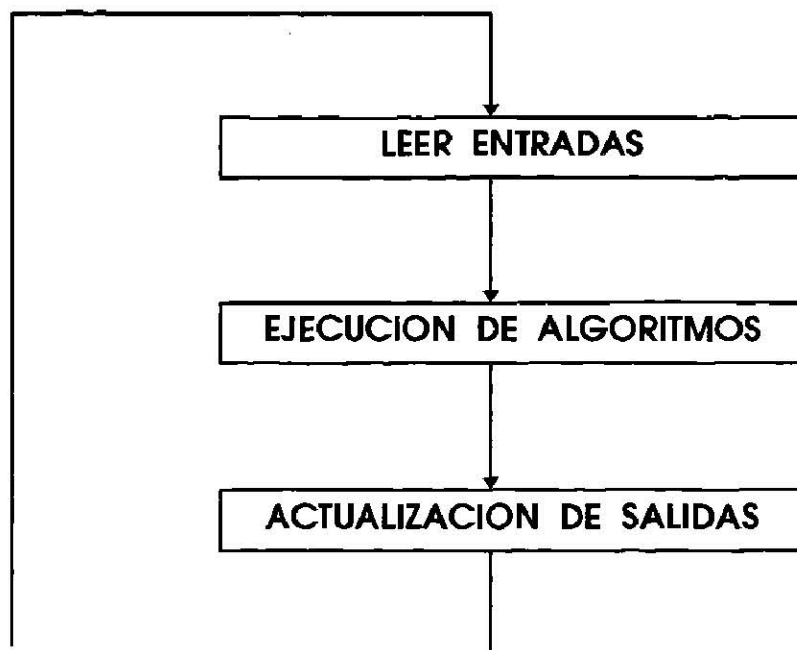 LEER ENTRADAS
EJECUCION DE ALGORITMOS
ACTUALIZACION DE SALIDAS